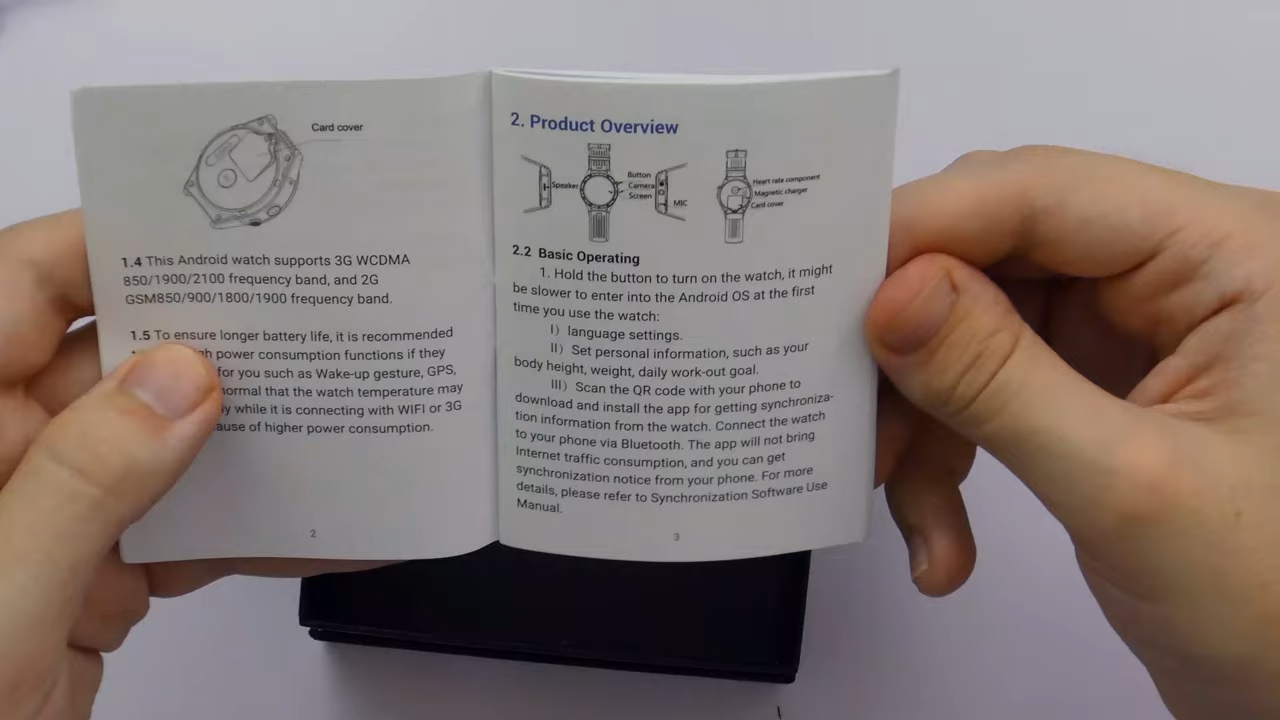 Card cover
1.4 This Android watch supports 3G WCDMA
850/1900/2100 frequency band, and 2G
GSM850/900/1800/1900 frequency band.
1.5 To ensure longer battery life, it is recommended
power consumption functions if they
for you such as Wake-up gesture, GPS,
normal that the watch temperature may
while it is connecting with WIFI or 3G
of higher power consumption.
2
2. Product Overview
Speaker
Button
Camera
Screen
MIC
Heart rate component
Magnetic charger
Card cover
2.2 Basic Operating
1. Hold the button to turn on the watch, it might
be slower to enter into the Android OS at the first
time you use the watch:
I) language settings.
II) Set personal information, such as your
body height, weight, daily work-out goal.
III) Scan the QR code with your phone to
download and install the app for getting synchroniza-
tion information from the watch. Connect the watch
to your phone via Bluetooth. The app will not bring
Internet traffic consumption, and you can get
synchronization notice from your phone. For more
details, please refer to Synchronization Software Use
Manual.
3